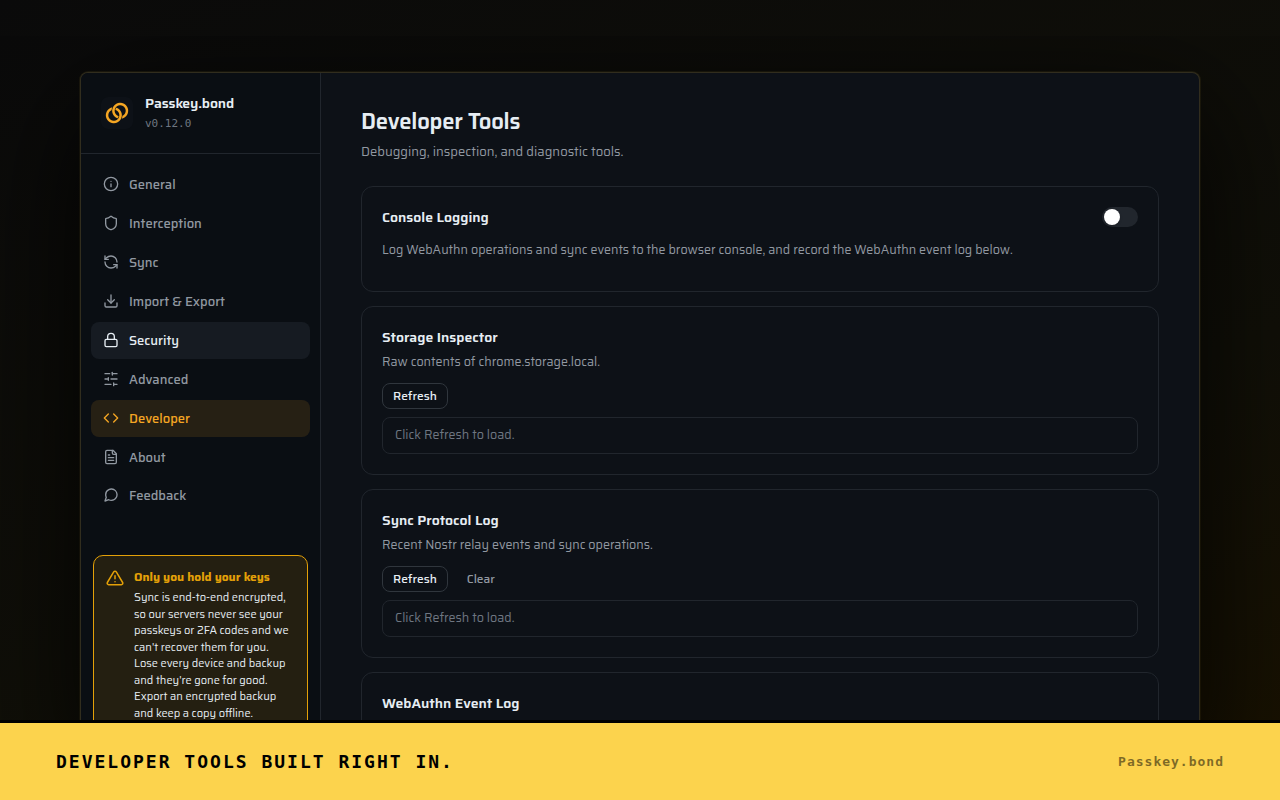 Passkey.bond
v0.12.0
General
Interception
Sync
Import & Export
Security
Advanced
Developer
About
Feedback
Only you hold your keys
Sync is end-to-end encrypted,
so our servers never see your
passkeys or 2FA codes and we
can't recover them for you.
Lose every device and backup
and they're gone for good.
Export an encrypted backup
and keep a copy offline.
Developer Tools
Debugging, inspection, and diagnostic tools.
Console Logging
Log WebAuthn operations and sync events to the browser console, and record the WebAuthn event log below.
Storage Inspector
Raw contents of chrome.storage.local.
Refresh
Click Refresh to load.
Sync Protocol Log
Recent Nostr relay events and sync operations.
Refresh Clear
Click Refresh to load.
WebAuthn Event Log
DEVELOPER TOOLS BUILT RIGHT IN.
Passkey.bond